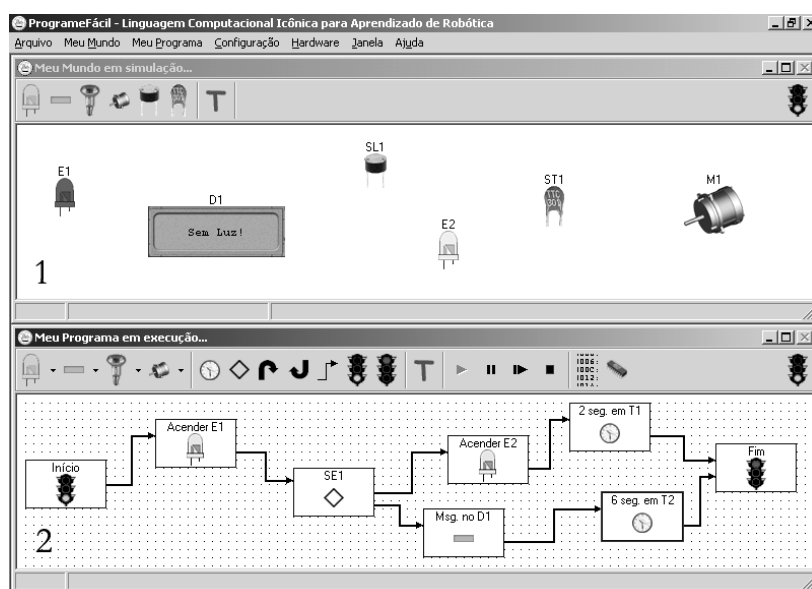 ProgrameFácil - Linguagem Computacional Icônica para Aprendizado de Robótica
Arquivo Meu Mundo Meu Programa Configuração Hardware Janela Ajuda
Meu Mundo em simulação...
T
SL1
E1
ST1
M1
D1
TTC
301
E2
Sem Luz!
1
Meu Programa em execução...
T
2 seg. em T1
Acender E1
Acender E2
Fim
Início
SE1
6 seg. em T2
Msg. no D1
2